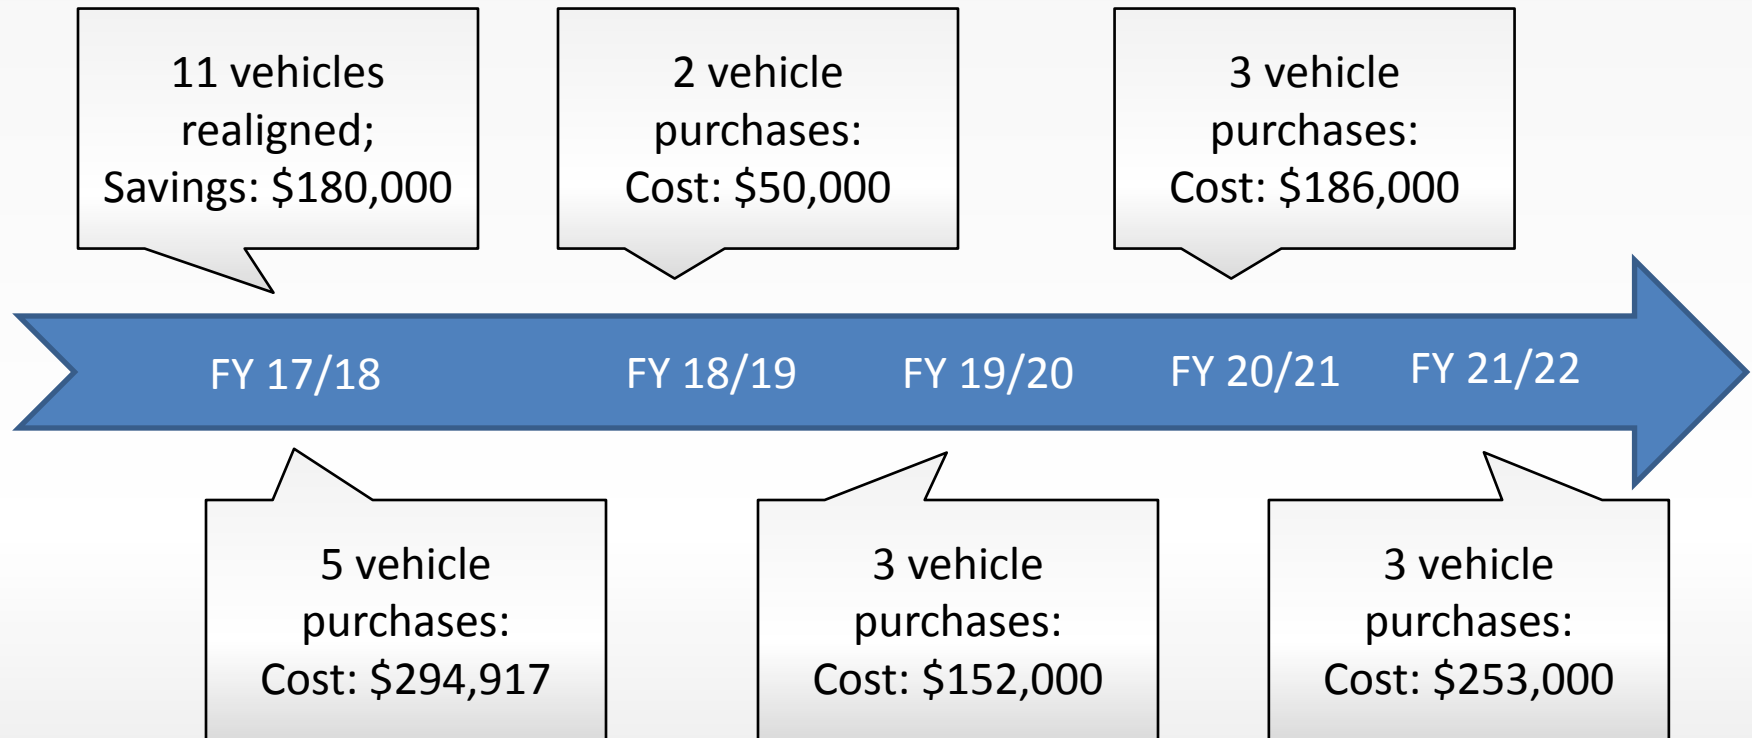 11 vehicles
realigned;
Savings: $180,000
2 vehicle
purchases:
Cost: $50,000
3 vehicle
purchases:
Cost: $186,000
FY 17/18
FY 18/19
FY 19/20
FY 20/21
FY 21/22
5 vehicle
purchases:
Cost: $294,917
3 vehicle
purchases:
Cost: $152,000
3 vehicle
purchases:
Cost: $253,000